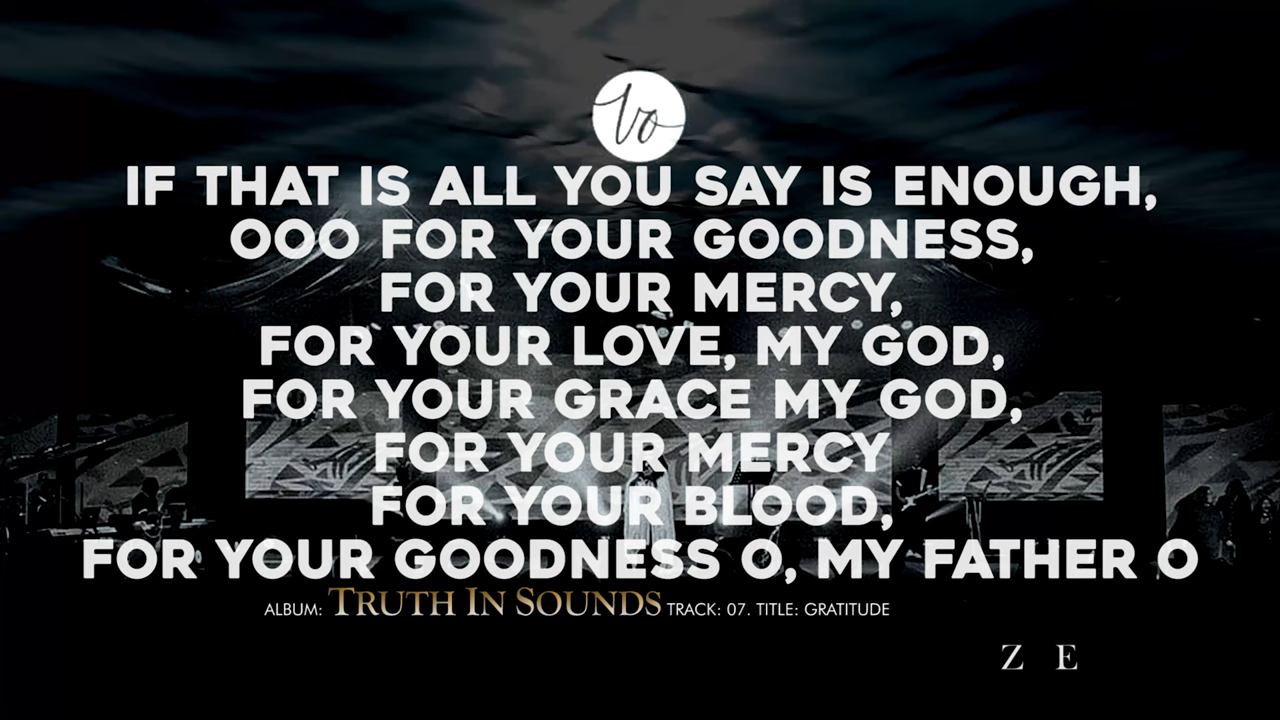 vo
IF THAT IS ALL YOU SAY IS ENOUGH,
OOO FOR YOUR GOODNESS,
FOR YOUR MERCY,
FOR YOUR LOVE, MY GOD,
FOR YOUR GRACE MY GOD,
FOR YOUR MERCY
FOR YOUR BLOOD,
FOR YOUR GOODNESS O, MY FATHER O
ALBUM: TRUTH IN SOUNDS TRACK: 07. TITLE: GRATITUDE
Z E